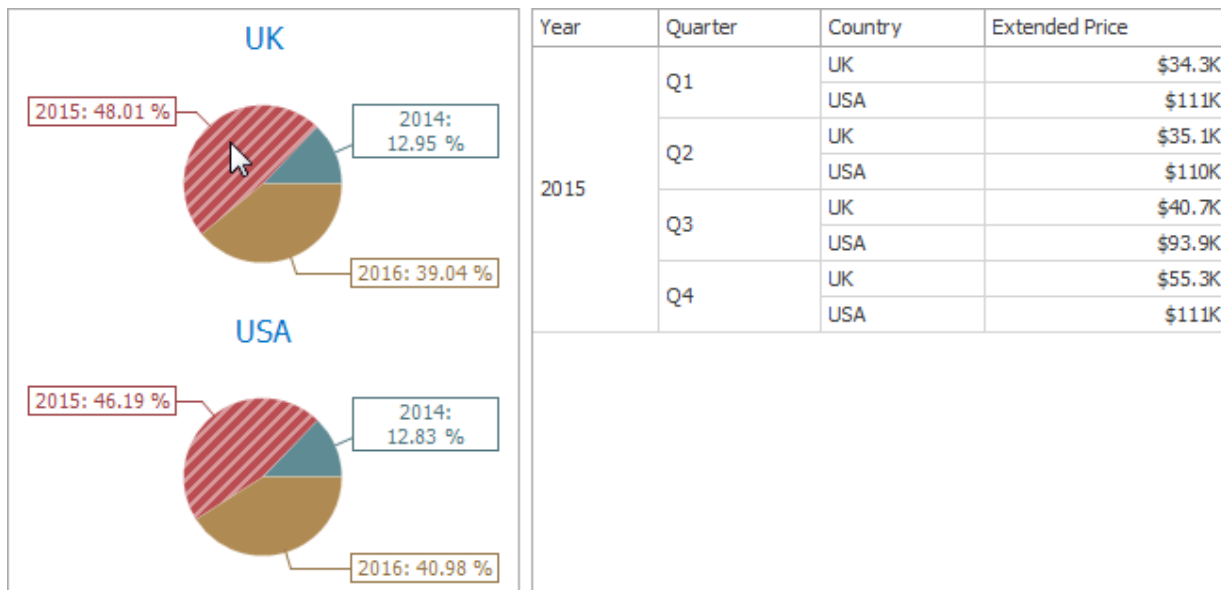 UK
2015: 48.01 %
2014:
12.95 %
2016: 39.04 %
USA
2015: 46.19 %
2014:
12.83 %
2016: 40.98 %
Year Quarter Country Extended Price
2015
Q1
UK $34.3K
USA $111K
Q2
UK $35.1K
USA $110K
Q3
UK $40.7K
USA $93.9K
Q4
UK $55.3K
USA $111K